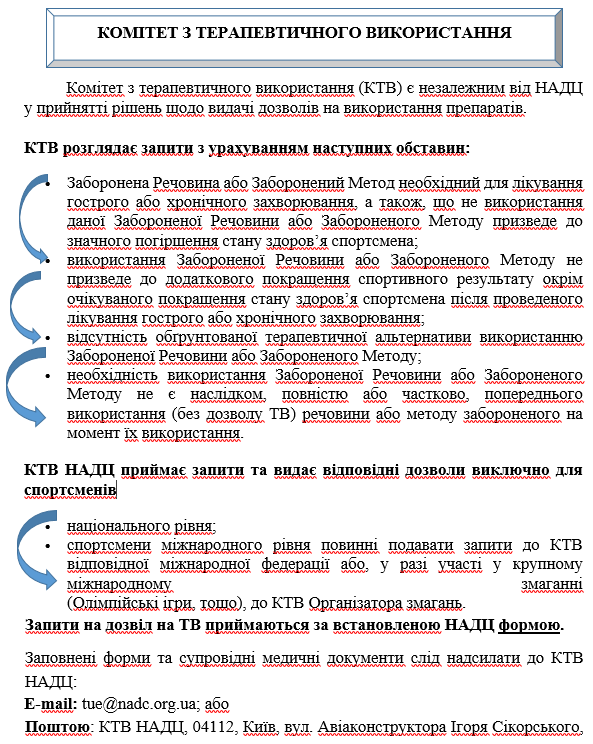 КОМІТЕТ З ТЕРАПЕВТИЧНОГО ВИКОРИСТАННЯ
Комітет з терапевтичного використання (КТВ) є незалежним від НАДЦ
у прийнятті рішень щодо видачі дозволів на використання препаратів.
КТВ розглядає запити з урахуванням наступних обставин:
• Заборонена Речовина або Заборонений Метод необхідний для лікування
гострого або хронічного захворювання, а також, що не використання
даної Забороненої Речовини або Забороненого Методу призведе до
значного погіршення стану здоров’я спортсмена;
• використання Забороненої Речовини або Забороненого Методу не
призведе до додаткового покращення спортивного результату окрім
очікуваного покращення стану здоров’я спортсмена після проведеного
лікування гострого або хронічного захворювання;
• відсутність обґрунтованої терапевтичної альтернативи використанню
Забороненої Речовини або Забороненого Методу;
• необхідність використання Забороненої Речовини або Забороненого
Методу не є наслідком, повністю або частково, попереднього
використання (без дозволу ТВ) речовини або методу забороненого на
момент їх використання.
КТВ НАДЦ приймає запити та видає відповідні дозволи виключно для
спортсменів
• національного рівня;
• спортсмени міжнародного рівня повинні подавати запити до КТВ
відповідної міжнародної федерації або, у разі участі у крупному
міжнародному змаганні
(Олімпійські ігри, тощо), до КТВ Організатора змагань.
Запити на дозвіл на ТВ приймаються за встановленою НАДЦ формою.
Заповнені форми та супровідні медичні документи слід надсилати до КТВ
НАДЦ:
E-mail: tue@nadc.org.ua; або
Поштою: КТВ НАДЦ, 04112, Київ, вул. Авіаконструктора Ігоря Сікорського,